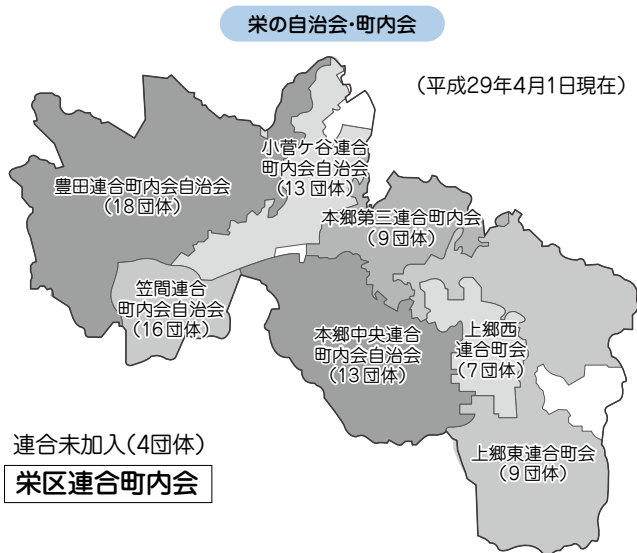 栄の自治会・町内会
（平成29年4月1日現在）
小菅ケ谷連合
町内会自治会
（13団体）
豊田連合町内会自治会
（18団体）
本郷第三連合町内会
（9団体）
笠間連合
町内会自治会
（16団体）
本郷中央連合
町内会自治会
（13団体）
上郷西
連合町会
（7団体）
上郷東連合町会
（9団体）
連合未加入（4団体）
栄区連合町内会